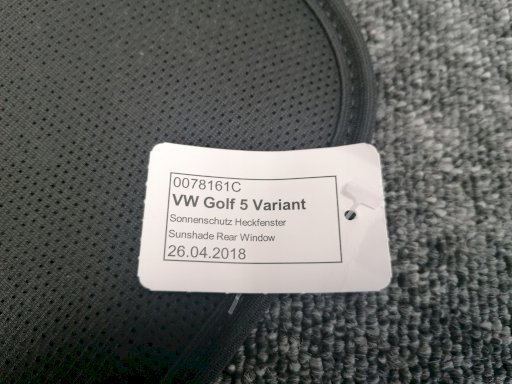 0078161C
VW Golf 5 Variant
Sonnenschutz Heckfenster
Sunshade Rear Window
26.04.2018